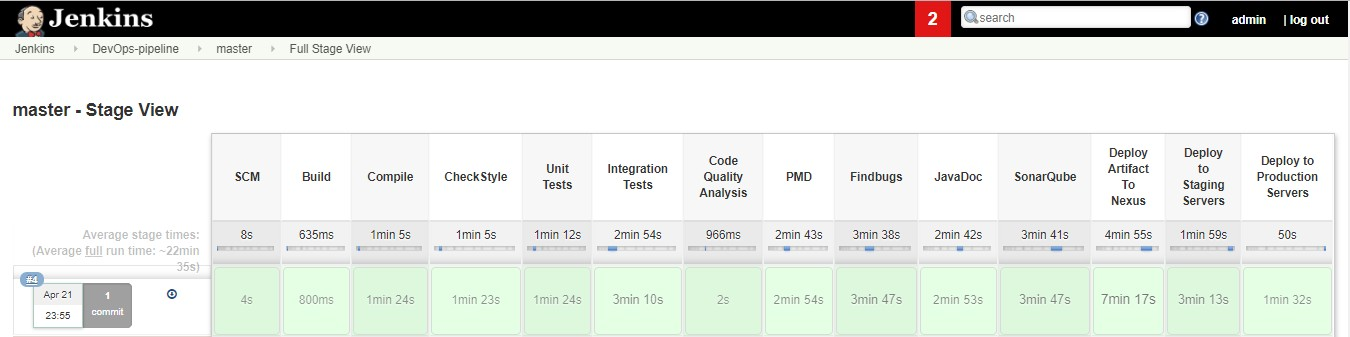 Jenkins
2
search
admin
| log out
Jenkins
DevOps-pipeline
master
Full Stage View
master - Stage View
SCM
Build
Compile
CheckStyle
Unit
Tests
Integration
Tests
Code
Quality
Analysis
PMD
Findbugs
JavaDoc
SonarQube
Deploy
Artifact
To
Nexus
Deploy
to
Staging
Servers
Deploy to
Production
Servers
Average stage times:
(Average full run time: ~22min
35s)
8s
635ms
1min 5s
1min 5s
1min 12s
2min 54s
966ms
2min 43s
3min 38s
2min 42s
3min 41s
4min 55s
1min 59s
50s
#4
Apr 21
23:55
1
commit
4s
800ms
1min 24s
1min 23s
1min 24s
3min 10s
2s
2min 54s
3min 47s
2min 53s
3min 47s
7min 17s
3min 13s
1min 32s